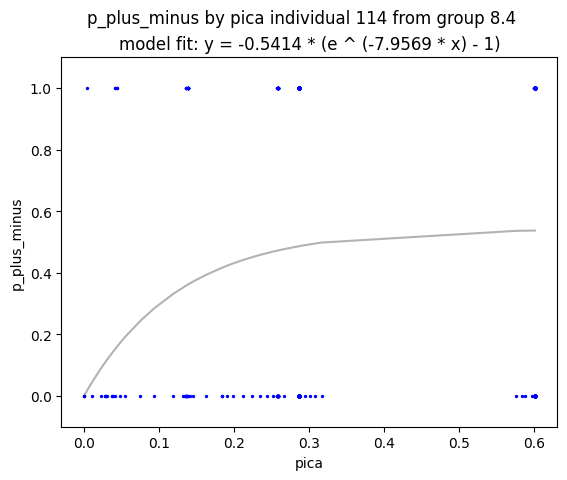 p_plus_minus by pica individual 114 from group 8.4
model fit: y = -0.5414 * (e ^ (-7.9569 * x) - 1)
1.0
0.8
0.6
0.4
0.2
0.0
p_plus_minus
0.0 0.1 0.2 0.3 0.4 0.5 0.6
pica